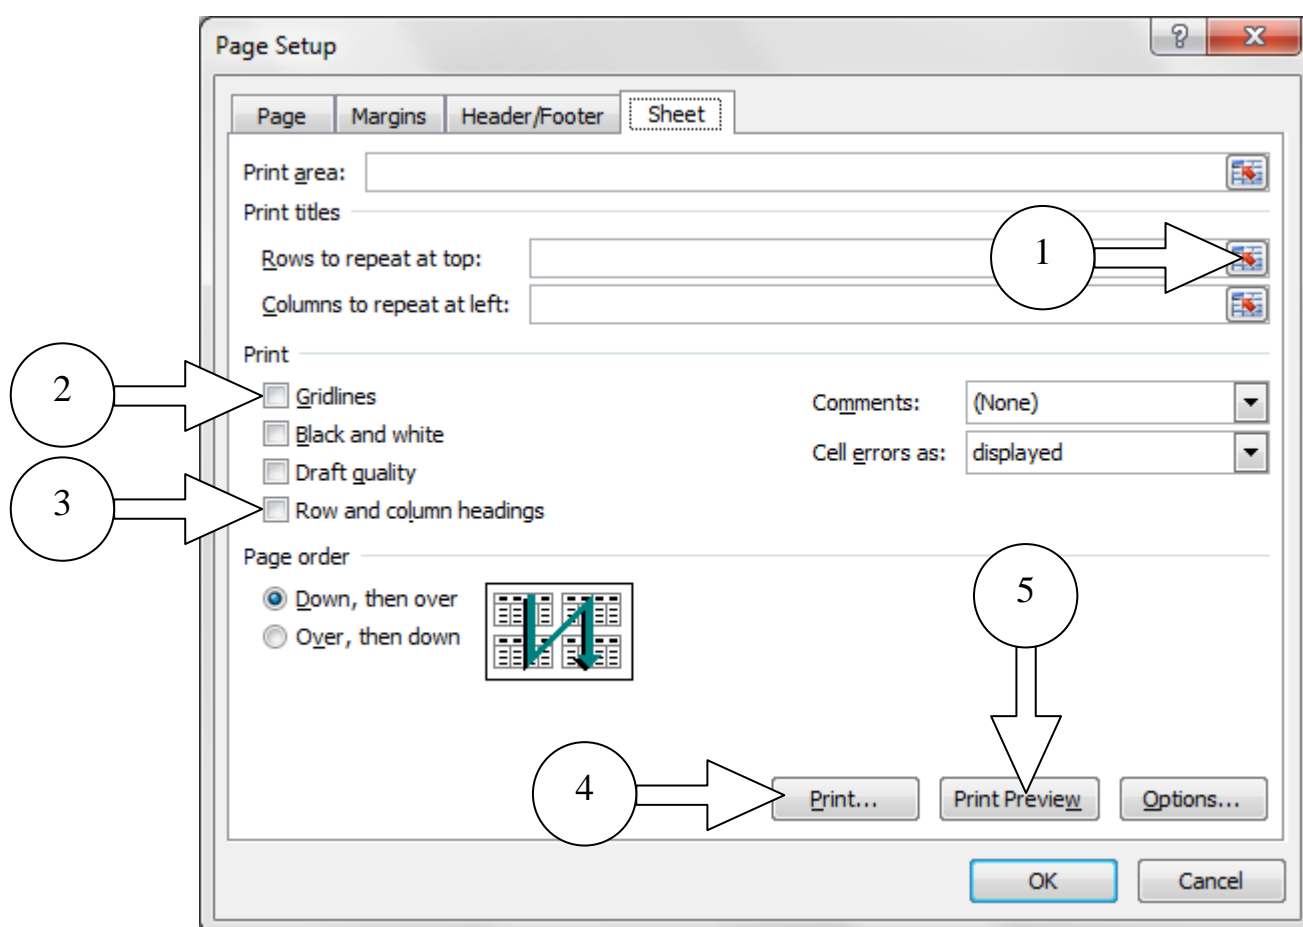 Page Setup
Page Margins Header/Footer Sheet
Print area:
Print titles
Rows to repeat at top:
1
Columns to repeat at left:
Print
2
Gridlines
Comments: (None)
Black and white
Cell errors as: displayed
Draft quality
3
Row and column headings
Page order
5
Down, then over
Over, then down
4
Print... Print Preview Options...
OK Cancel